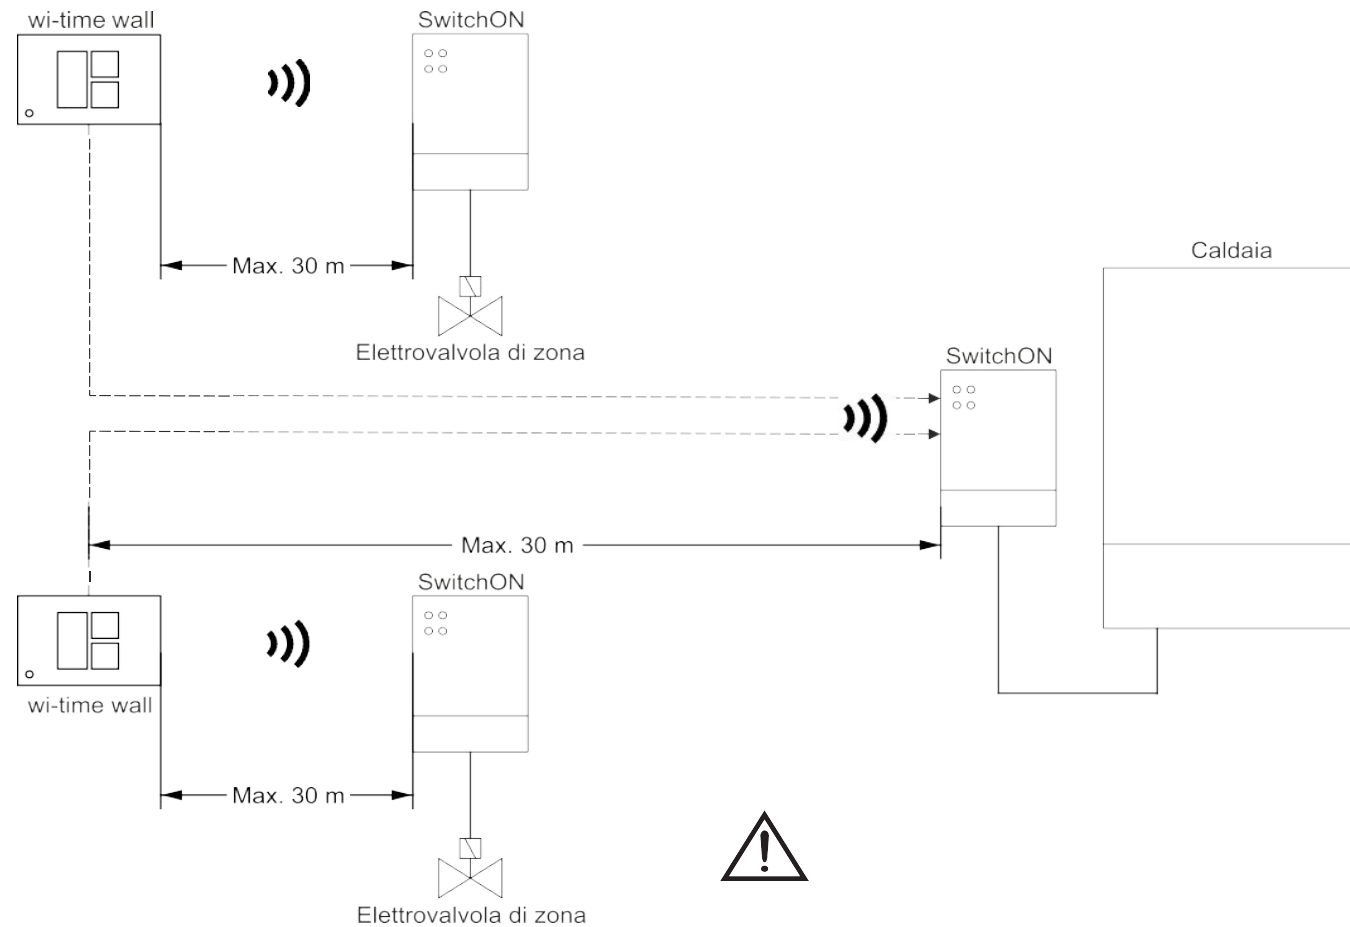 wi-time wall
SwitchON
Max. 30 m
Elettrovalvola di zona
Caldaia
SwitchON
Max. 30 m
SwitchON
wi-time wall
Max. 30 m
Elettrovalvola di zona